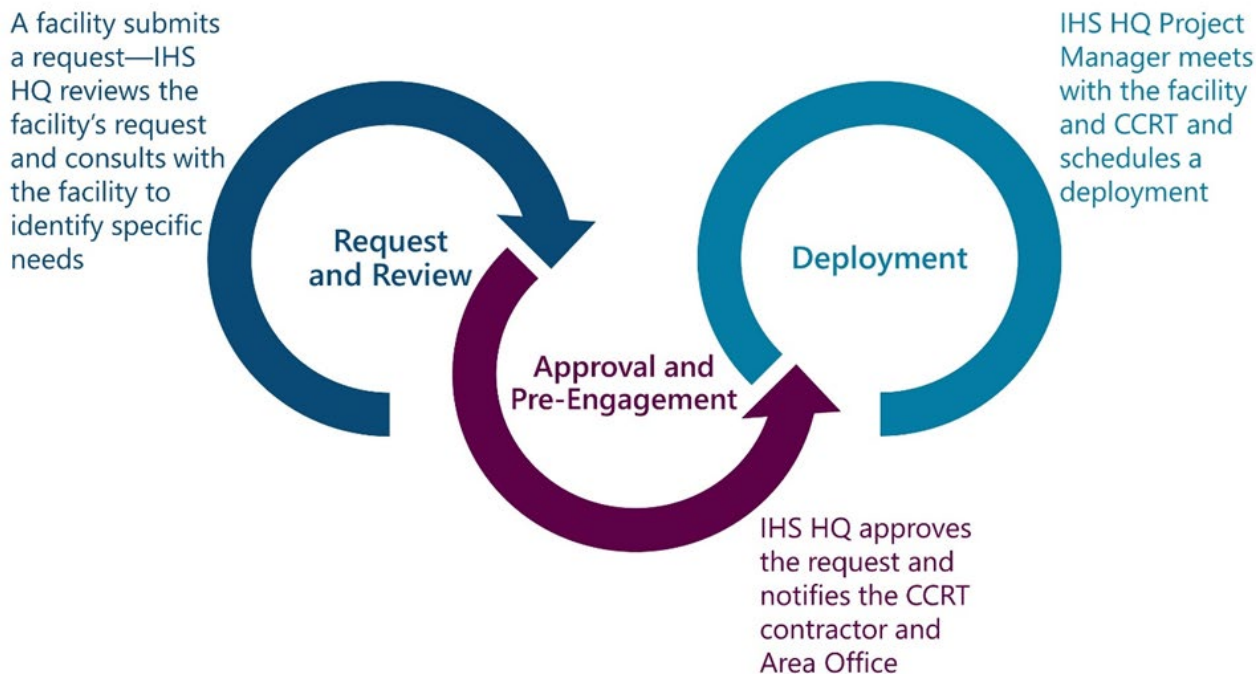 A facility submits
a request—IHS
HQ reviews the
facility's request
and consults with
the facility to
identify specific
needs
Request
and Review
Approval and
Pre-Engagement
IHS HQ approves
the request and
notifies the CCRT
contractor and
Area Office
Deployment
IHS HQ Project
Manager meets
with the facility
and CCRT and
schedules a
deployment